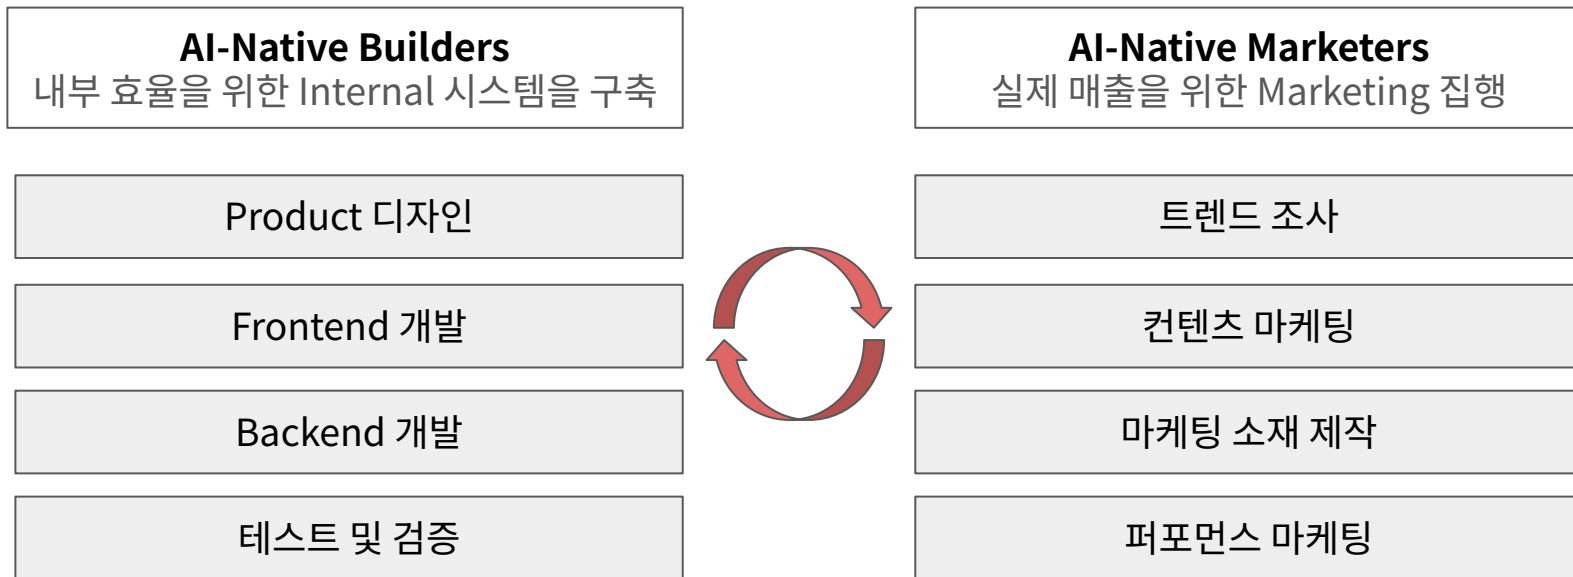 AI-Native Builders
내부 효율을 위한 Internal 시스템을 구축
Product 디자인
Frontend 개발
Backend 개발
테스트 및 검증
AI-Native Marketers
실제 매출을 위한 Marketing 집행
트렌드 조사
컨텐츠 마케팅
마케팅 소재 제작
퍼포먼스 마케팅